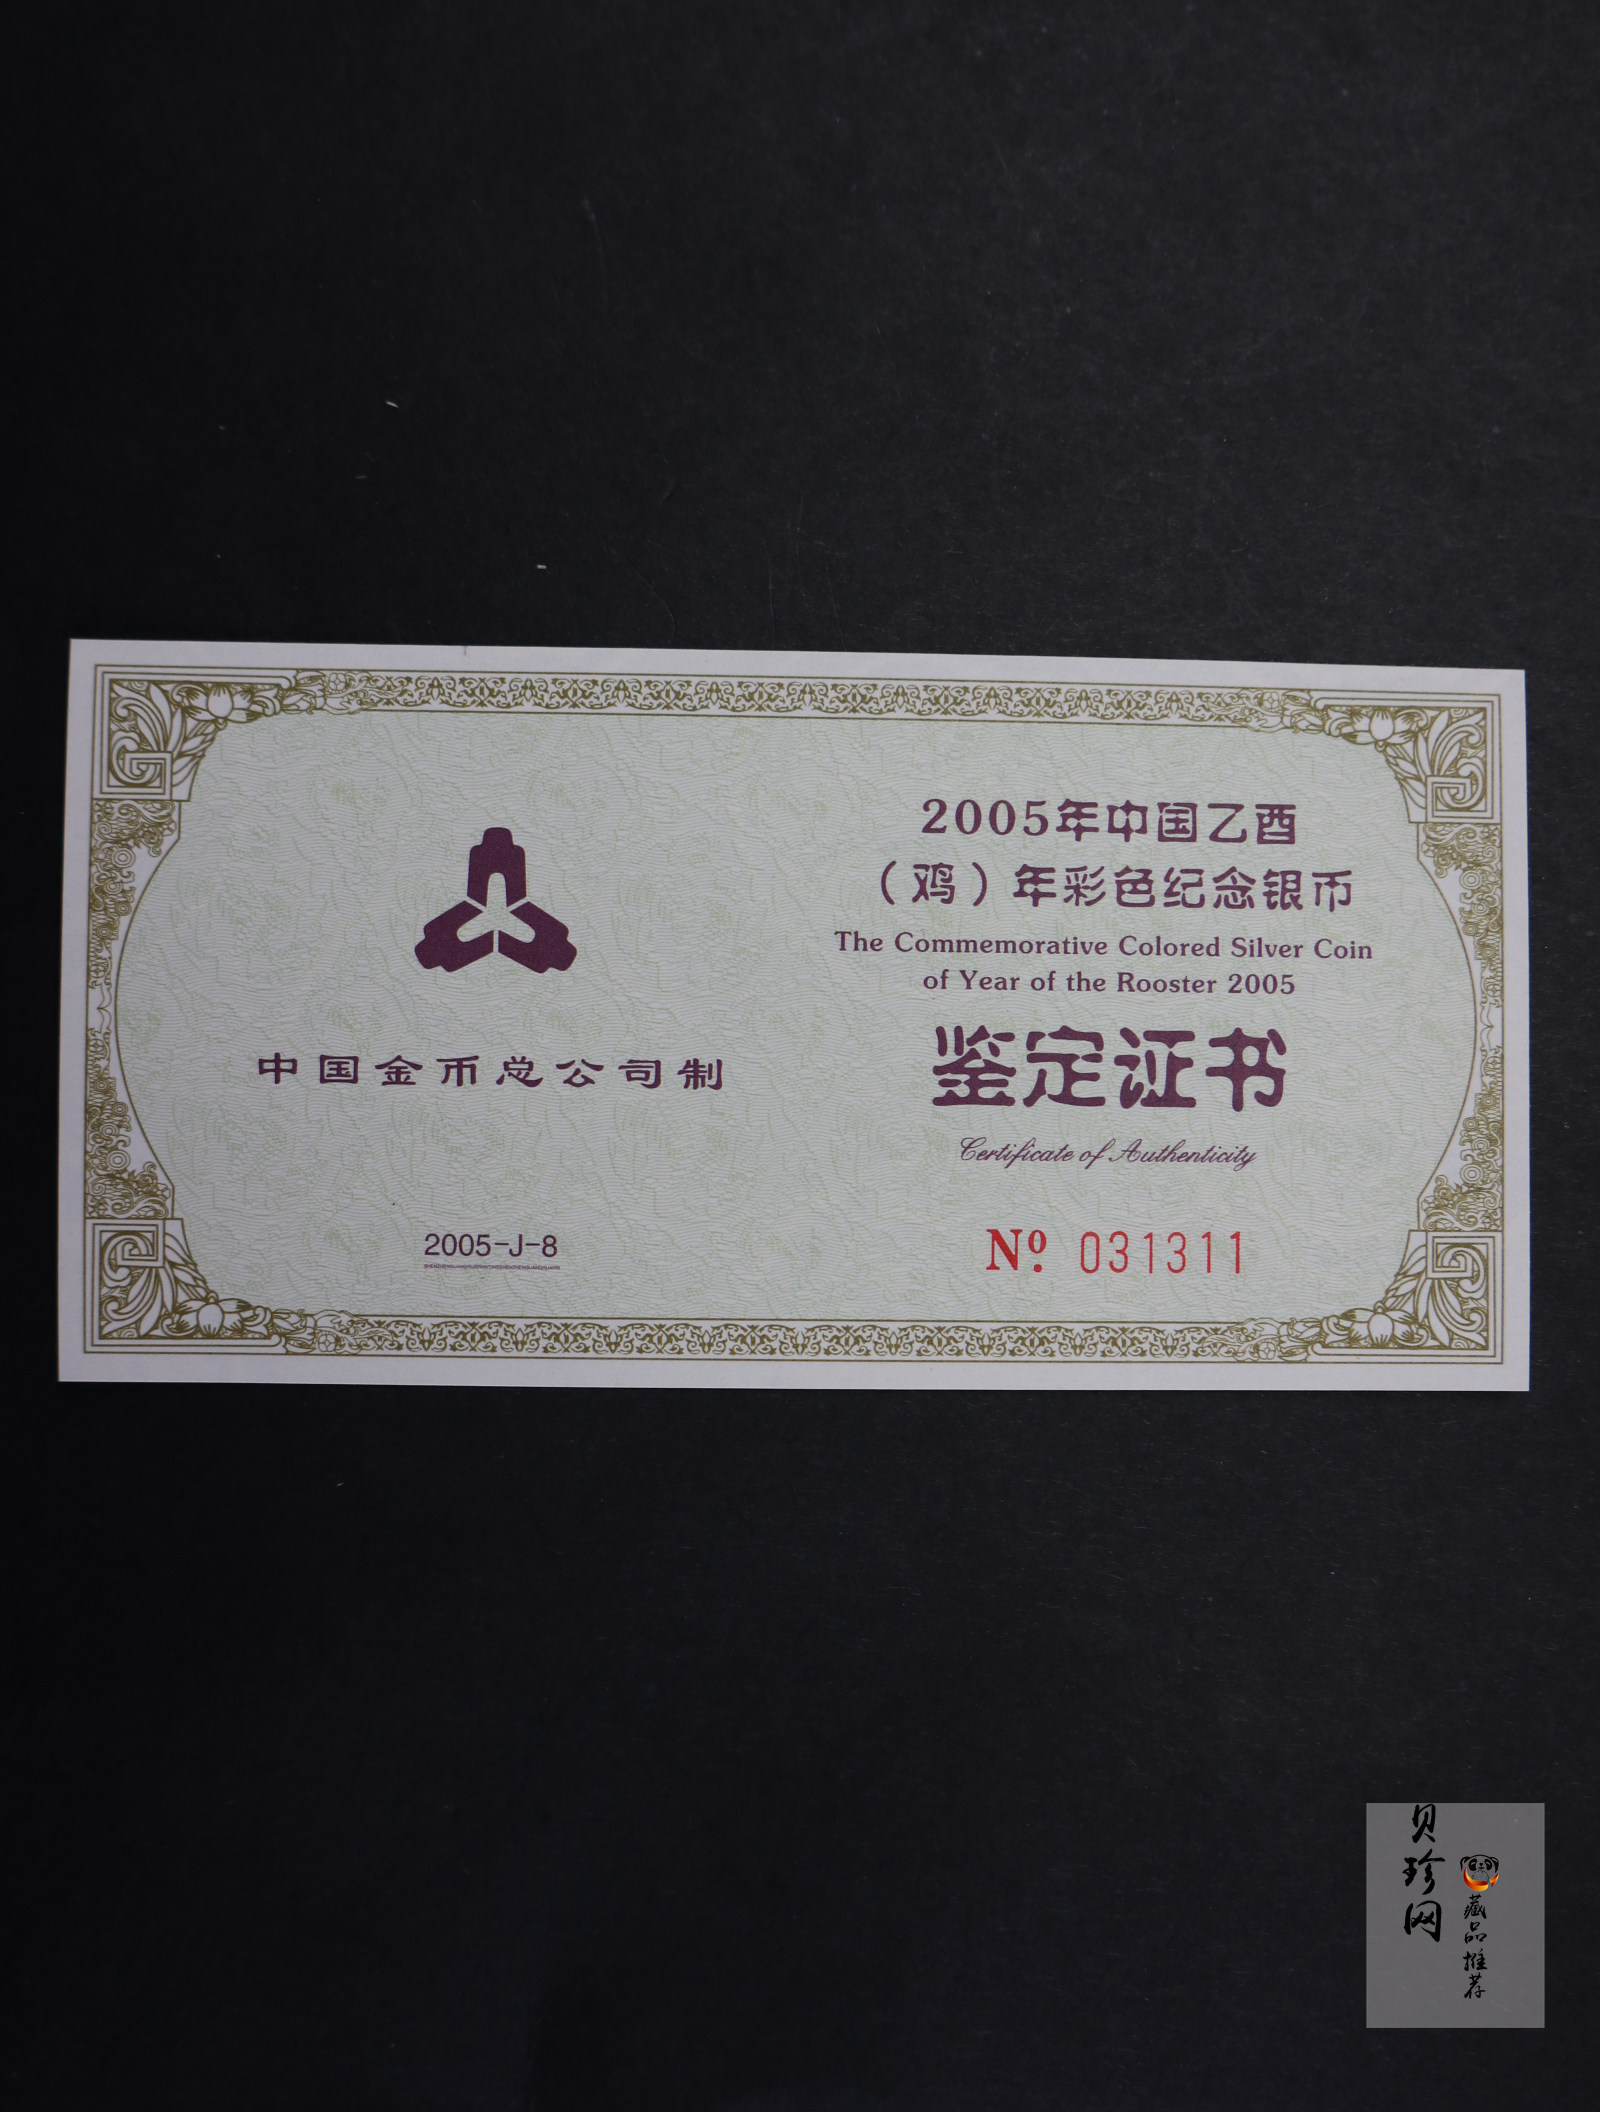 中国金币总公司制
2005-J-8
2005年中国乙酉
（鸡）年彩色纪念银币
The Commemorative Colored Silver Coin
of Year of the Rooster 2005
鉴定证书
Certificate of Authenticity
Nº. 031311
贝珍网
藏品推荐